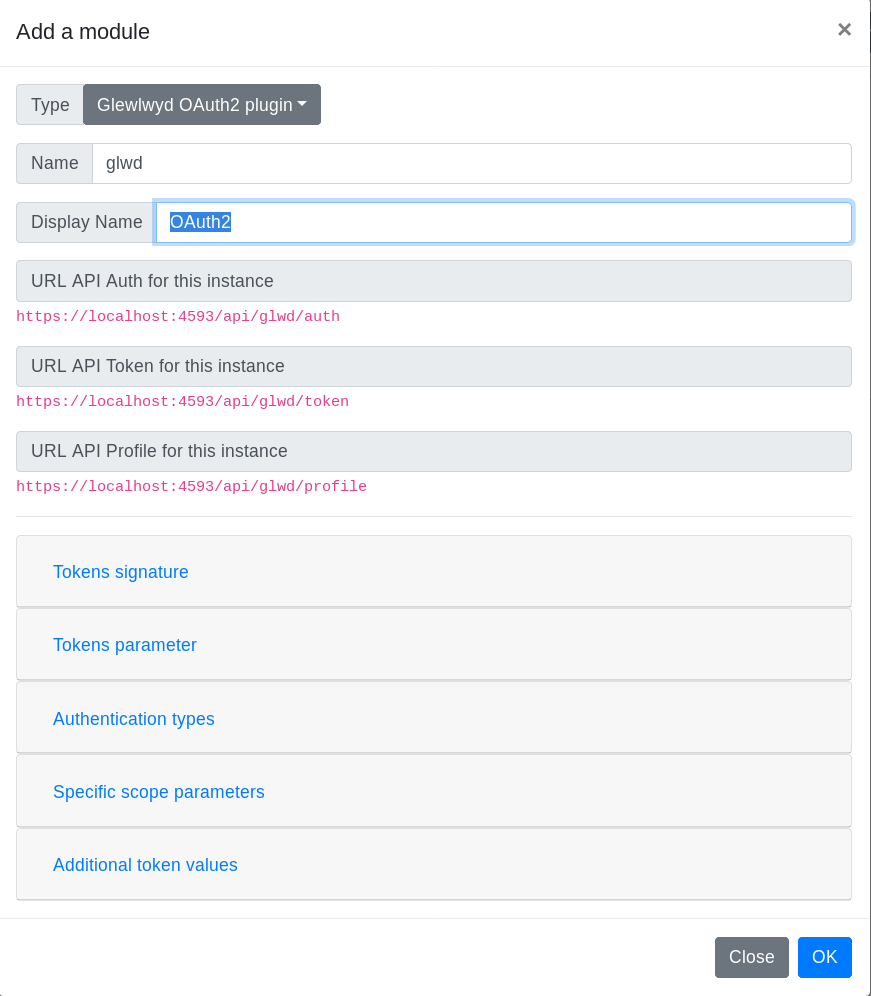 Add a module ×
Type Glewlwyd OAuth2 plugin
Name glwd
Display Name OAuth2
URL API Auth for this instance
https://localhost:4593/api/glwd/auth
URL API Token for this instance
https://localhost:4593/api/glwd/token
URL API Profile for this instance
https://localhost:4593/api/glwd/profile
Tokens signature
Tokens parameter
Authentication types
Specific scope parameters
Additional token values
Close OK